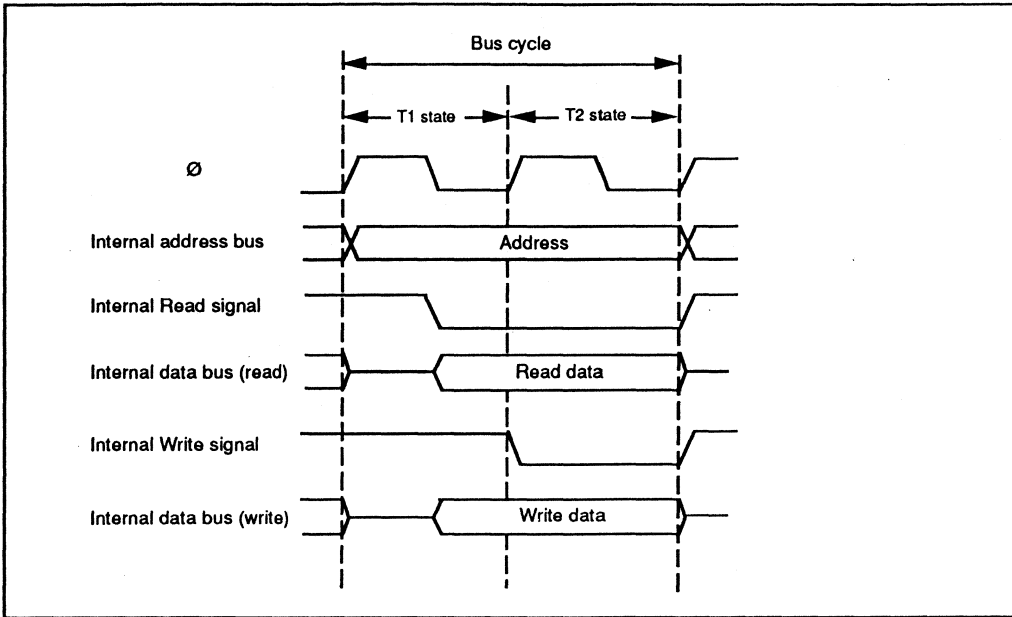 Bus cycle
T1 state
T2 state
Ø
Internal address bus
Address
Internal Read signal
Internal data bus (read)
Read data
Internal Write signal
Internal data bus (write)
Write data